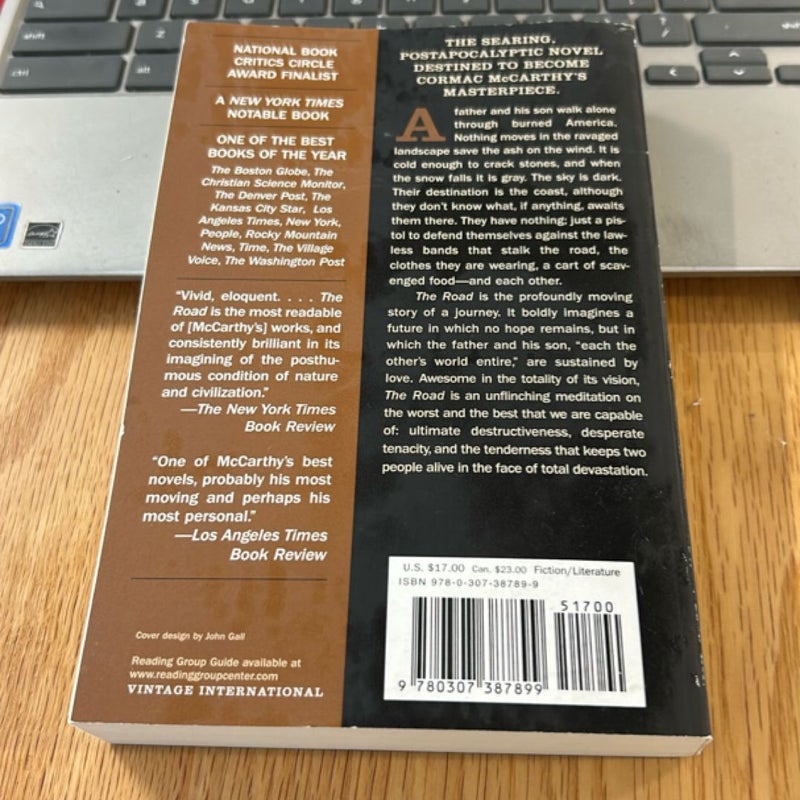 shift
ctrl
alt
shift
NATIONAL BOOK
CRITICS CIRCLE
AWARD FINALIST
A NEW YORK TIMES
NOTABLE BOOK
ONE OF THE BEST
BOOKS OF THE YEAR
The Boston Globe, The
Christian Science Monitor,
The Denver Post, The
Kansas City Star, Los
Angeles Times, New York,
People, Rocky Mountain
News, Time, The Village
Voice, The Washington Post
"Vivid, eloquent. . . . The
Road is the most readable
of [McCarthy's] works, and
consistently brilliant in its
imagining of the posthu-
mous condition of nature
and civilization."
—The New York Times
Book Review
"One of McCarthy's best
novels, probably his most
moving and perhaps his
most personal."
—Los Angeles Times
Book Review
Cover design by John Gall
Reading Group Guide available at
www.readinggroupcenter.com
VINTAGE INTERNATIONAL
THE SEARING,
POSTAPOCALYPTIC NOVEL
DESTINED TO BECOME
CORMAC McCARTHY'S
MASTERPIECE.
A father and his son walk alone
through burned America.
Nothing moves in the ravaged
landscape save the ash on the wind. It is
cold enough to crack stones, and when
the snow falls it is gray. The sky is dark.
Their destination is the coast, although
they don't know what, if anything, awaits
them there. They have nothing; just a pis-
tol to defend themselves against the law-
less bands that stalk the road, the
clothes they are wearing, a cart of scav-
enged food—and each other.
The Road is the profoundly moving
story of a journey. It boldly imagines a
future in which no hope remains, but in
which the father and his son, "each the
other's world entire," are sustained by
love. Awesome in the totality of its vision,
The Road is an unflinching meditation on
the worst and the best that we are capable
of: ultimate destructiveness, desperate
tenacity, and the tenderness that keeps two
people alive in the face of total devastation.
U.S. $17.00 Can. $23.00 Fiction/Literature
ISBN 978-0-307-38789-9
51700
9 780307 387899